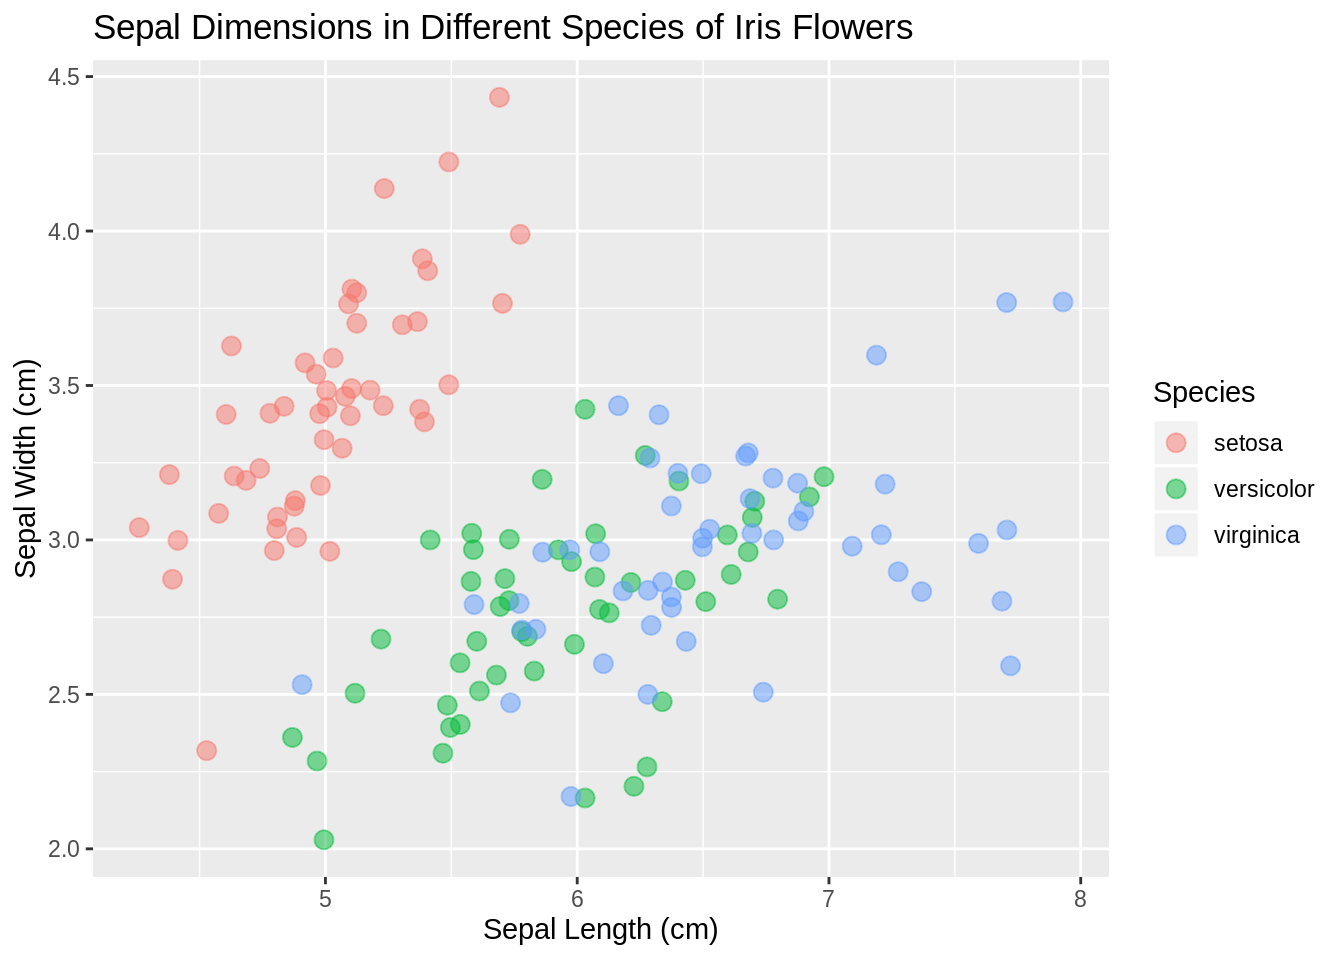 Sepal Dimensions in Different Species of Iris Flowers
4.5
4.0
3.5
3.0
2.5
2.0
Sepal Width (cm)
5 6 7 8
Sepal Length (cm)
Species
setosa
versicolor
virginica